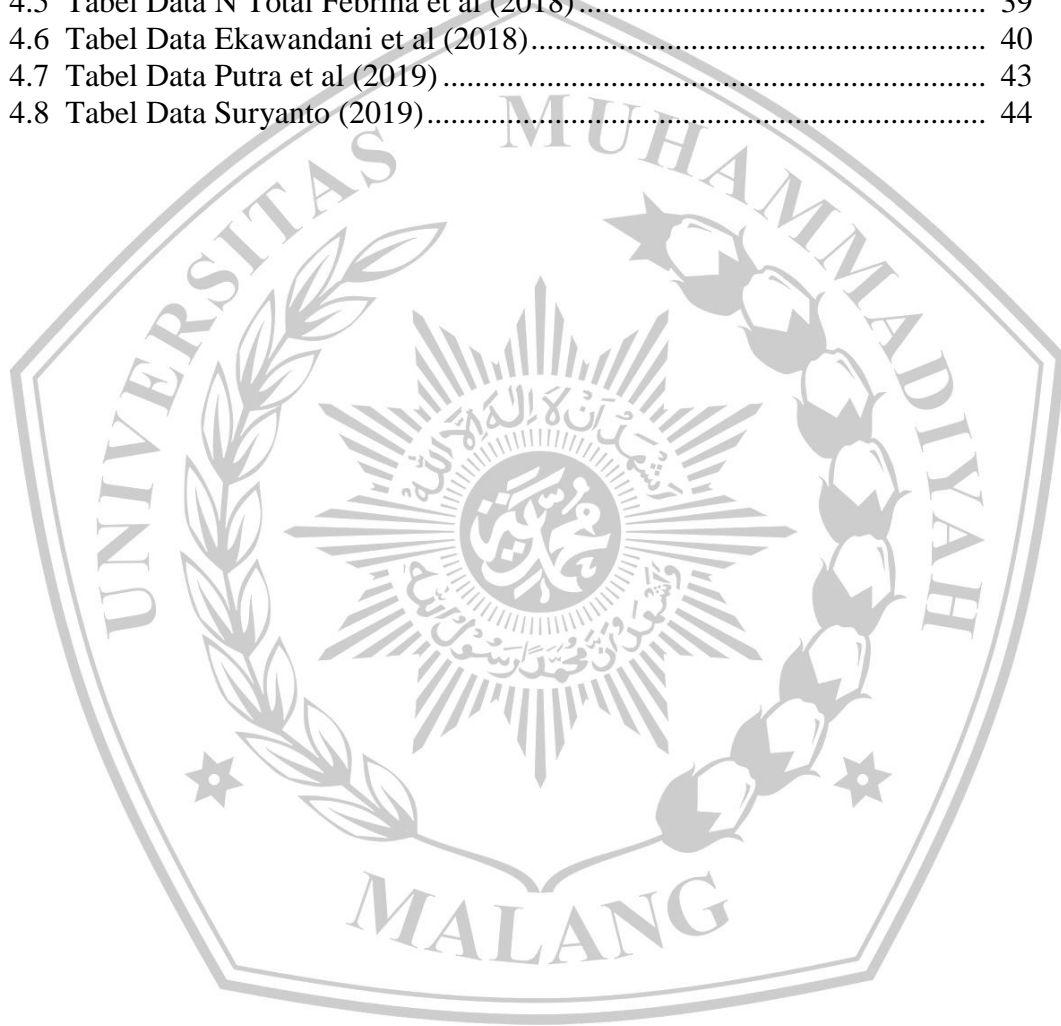 4.5 Tabel Data N Total Febrina et al (2018) ................................................... 39
4.6 Tabel Data Ekawandani et al (2018) ......................................................... 40
4.7 Tabel Data Putra et al (2019) .................................................................... 43
4.8 Tabel Data Suryanto (2019) ...................................................................... 44
UNIVERSITAS MUHAMMADIYAH
MALANG